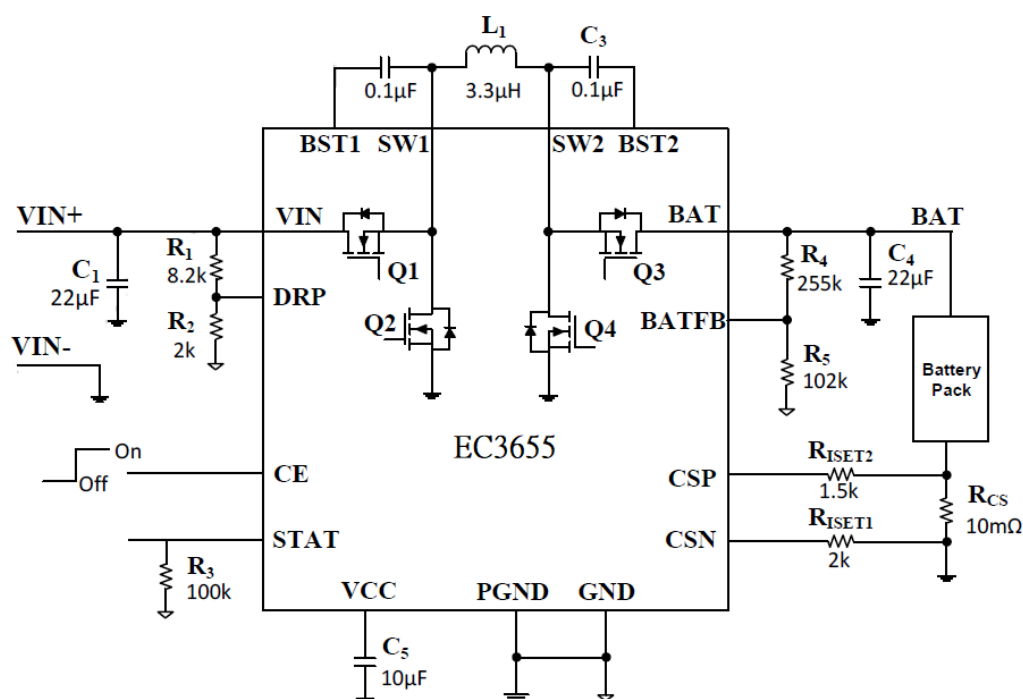 L1
C3
0.1µF
3.3µH
0.1µF
BST1
SW1
SW2
BST2
VIN+
VIN
BAT
BAT
C1
22µF
R1
8.2k
Q1
Q3
R4
255k
C4
22µF
DRP
BATFB
R2
2k
Q2
Q4
VIN-
R5
102k
Battery
Pack
EC3655
On
Off
CE
CSP
RISET2
1.5k
RCS
10mΩ
STAT
CSN
RISET1
2k
R3
100k
VCC
PGND
GND
C5
10µF